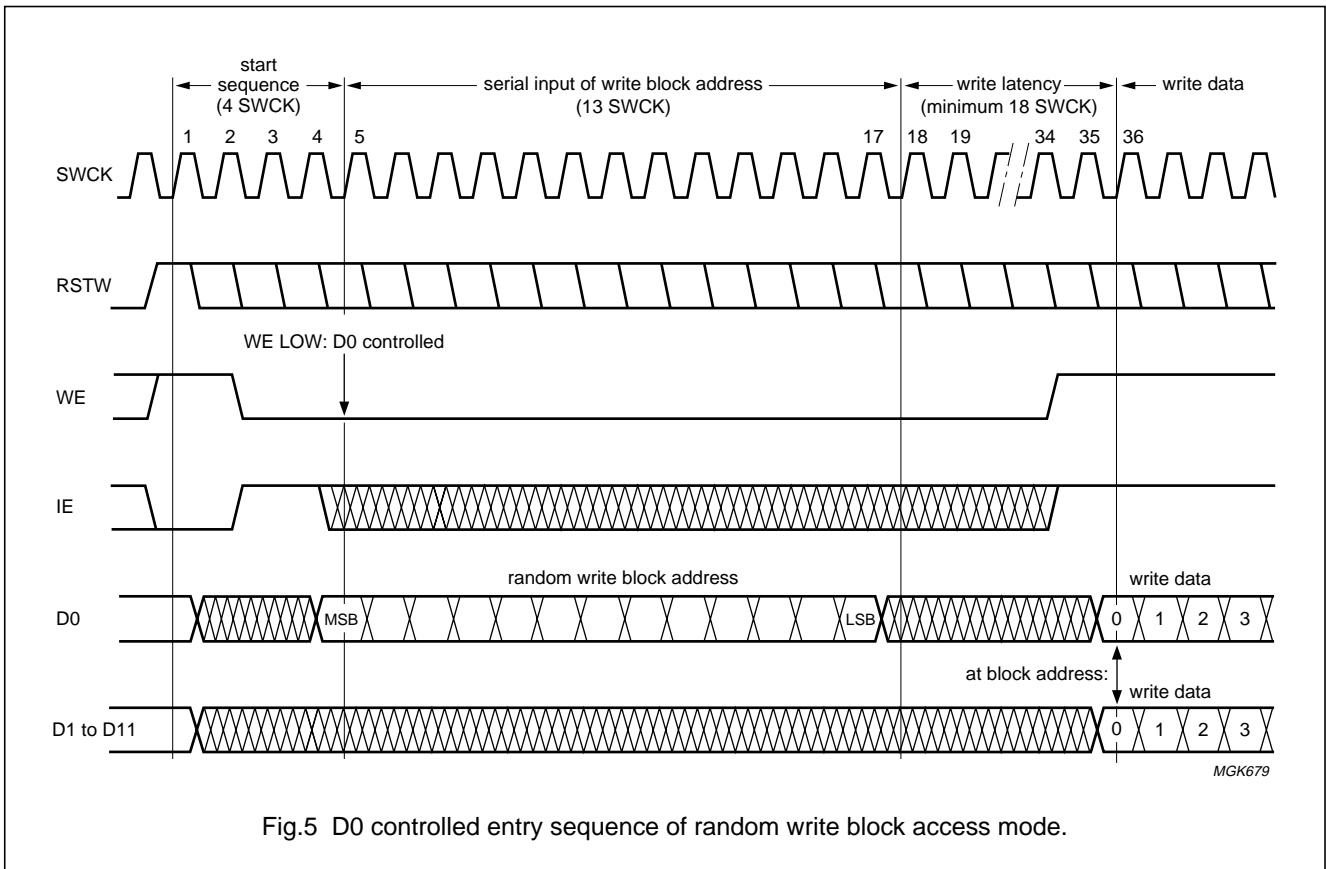 start
sequence
(4 SWCK)
serial input of write block address
(13 SWCK)
write latency
(minimum 18 SWCK)
write data
1 2 3 4 5 17 18 19 34 35 36
SWCK
RSTW
WE LOW: D0 controlled
WE
IE
random write block address
write data
D0
MSB
LSB
0 1 2 3
at block address:
write data
D1 to D11
0 1 2 3
MGK679
Fig.5 D0 controlled entry sequence of random write block access mode.